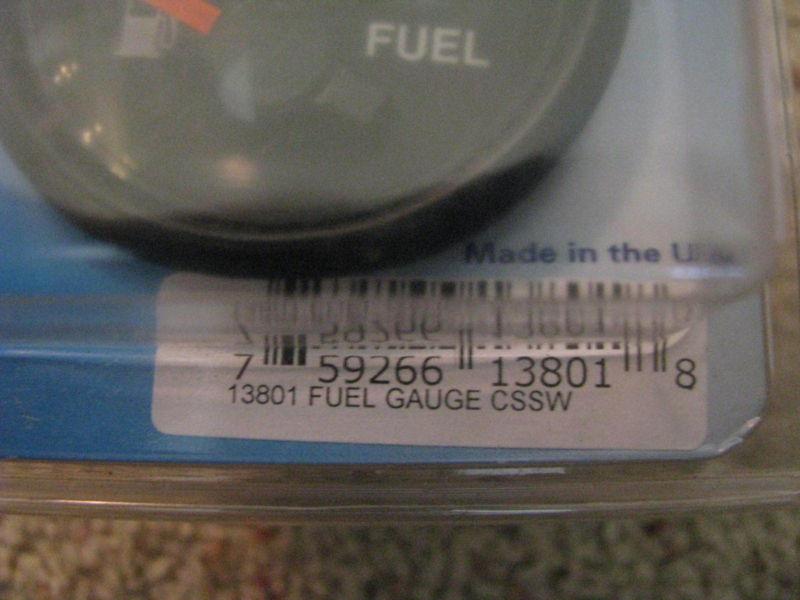 FUEL
Made in the
7 59266 13801 8
13801 FUEL GAUGE CSSW